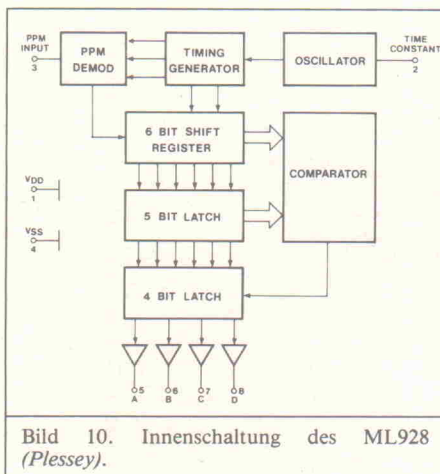 PPM
INPUT
3
PPM
DEMOD
TIMING
GENERATOR
OSCILLATOR
TIME
CONSTANT
2
6 BIT SHIFT
REGISTER
COMPARATOR
VDD
1
5 BIT LATCH
VSS
4
4 BIT LATCH
5
A
6
B
7
C
8
D
Bild 10. Innenschaltung des ML928
(Plessey).